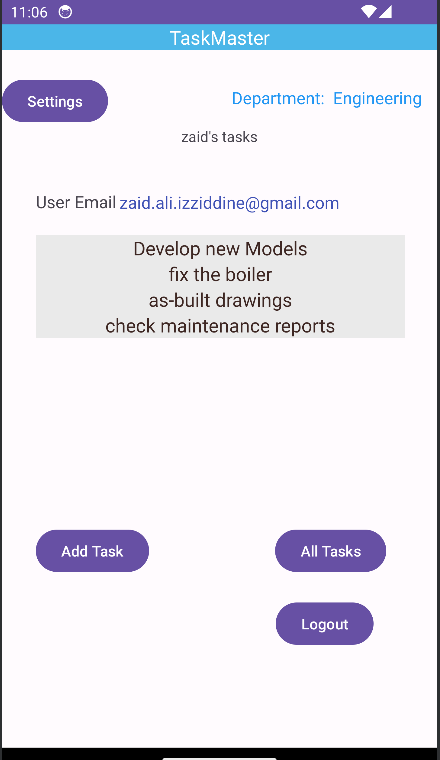 11:06
TaskMaster
Settings
Department: Engineering
zaid's tasks
User Email zaid.ali.izziddine@gmail.com
Develop new Models
fix the boiler
as-built drawings
check maintenance reports
Add Task
All Tasks
Logout